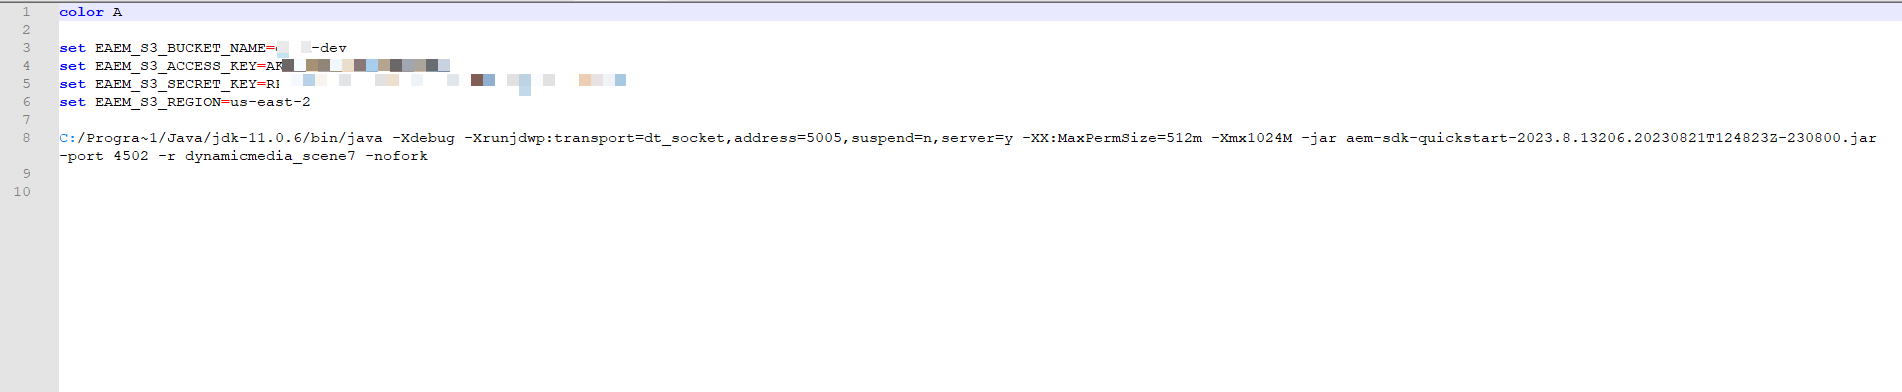 1 color A
2
3 set EAEM_S3_BUCKET_NAME= -dev
4 set EAEM_S3_ACCESS_KEY=AK
5 set EAEM_S3_SECRET_KEY=
6 set EAEM_S3_REGION=us-east-2
7
8 C:/Progra~1/Java/jdk-11.0.6/bin/java -Xdebug -Xrunjdwp:transport=dt_socket,address=5005,suspend=n,server=y -XX:MaxPermSize=512m -Xmx1024M -jar aem-sdk-quickstart-2023.8.13206.20230821T124823Z-230800.jar
-port 4502 -r dynamicmedia_scene7 -nofork
9
10